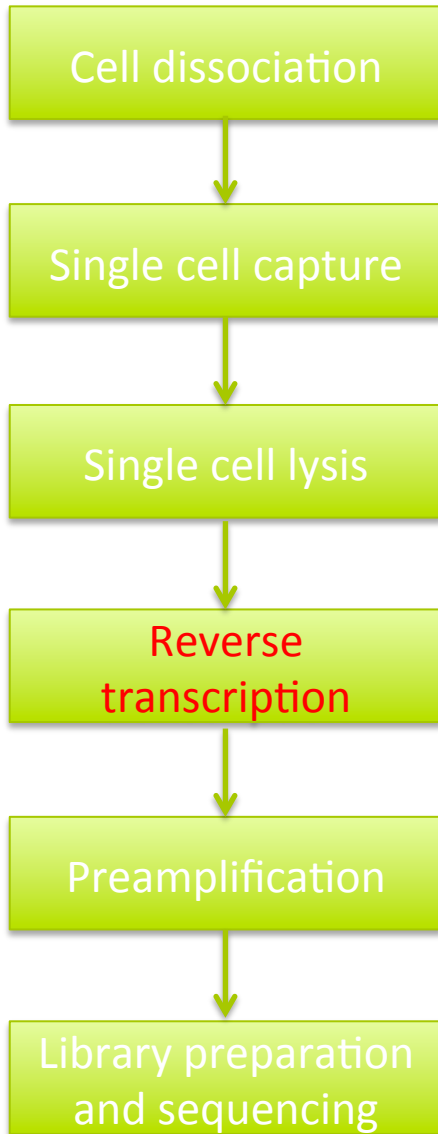 Cell dissociation
Single cell capture
Single cell lysis
Reverse
transcription
Preamplification
Library preparation
and sequencing